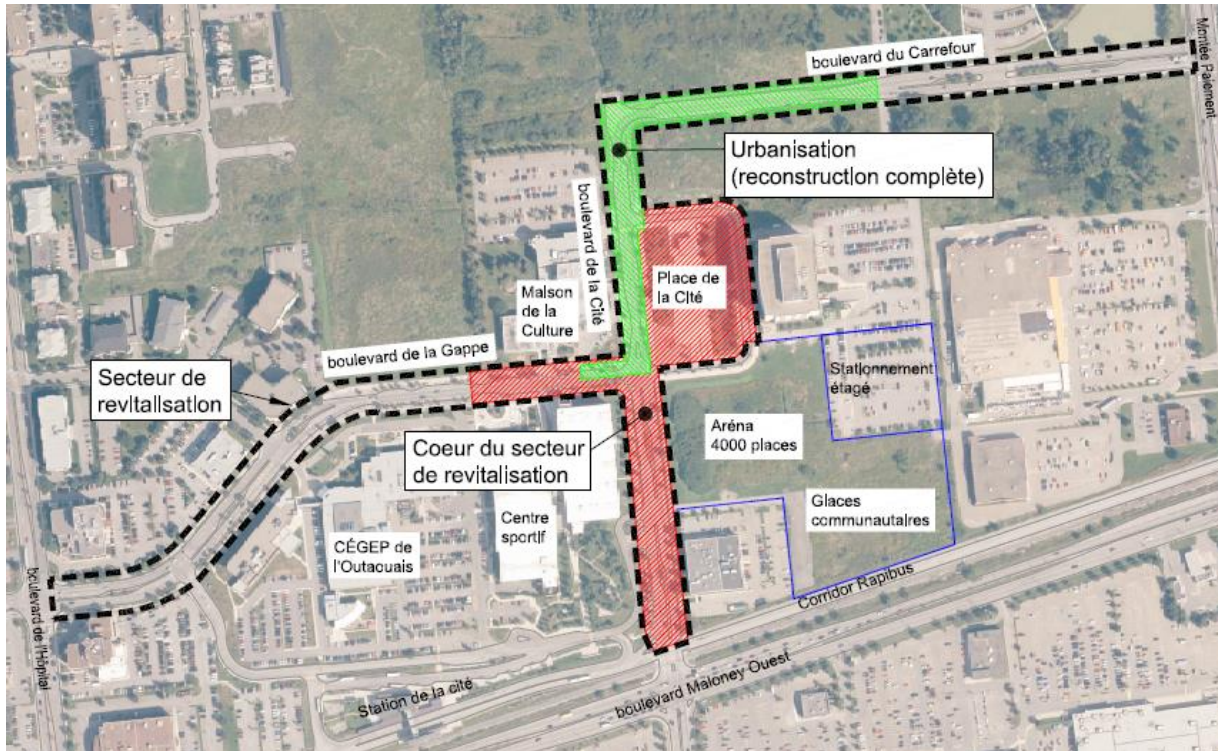 boulevard du Carrefour
Montée Paiement
Urbanisation
(reconstruction complète)
boulevard de la Cité
Place de
la Cité
Maison
de la
Culture
boulevard de la Gappe
Secteur de
revitalisation
Stationnement
étagé
Aréna
4000 places
Coeur du secteur
de revitalisation
Glaces
communautaires
Centre
sportif
CÉGEP de
l'Outaouais
Corridor Rapibus
boulevard de l'Hôpital
Station de la cité
boulevard Maloney Ouest